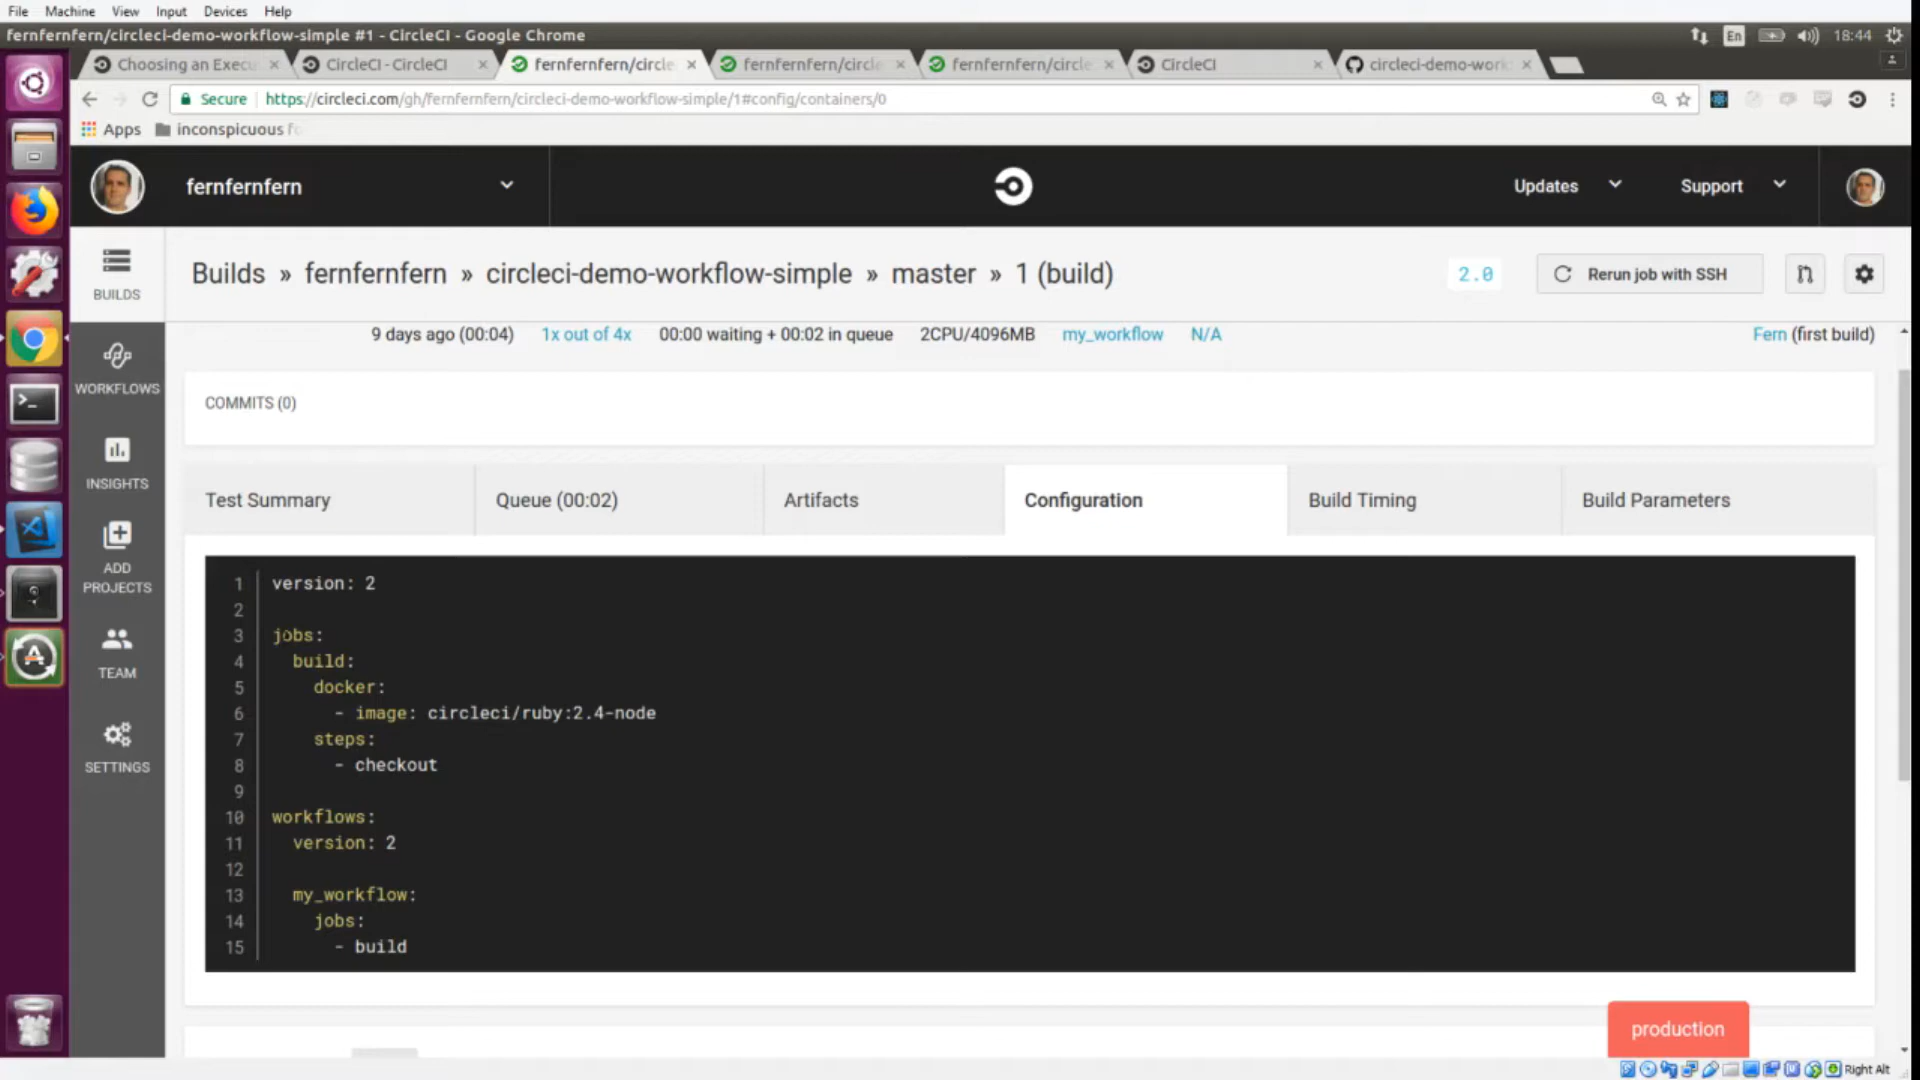 File Machine View Input Devices Help
fernfernfern/circleci-demo-workflow-simple #1 - CircleCI - Google Chrome
En 18:44
Choosing an Execu
CircleCI - CircleCI
fernfernfern/circle
fernfernfern/circle
fernfernfern/circle
CircleCI
circleci-demo-work
Secure https://circleci.com/gh/fernfernfern/circleci-demo-workflow-simple/1#config/containers/0
Apps inconspicuous fo
fernfernfern
Updates
Support
BUILDS
WORKFLOWS
INSIGHTS
ADD
PROJECTS
TEAM
SETTINGS
Builds » fernfernfern » circleci-demo-workflow-simple » master » 1 (build)
2.0
Rerun job with SSH
9 days ago (00:04) 1x out of 4x 00:00 waiting + 00:02 in queue 2CPU/4096MB my_workflow N/A
Fern (first build)
COMMITS (0)
Test Summary
Queue (00:02)
Artifacts
Configuration
Build Timing
Build Parameters
1 version: 2
2
3 jobs:
4 build:
5 docker:
6 - image: circleci/ruby:2.4-node
7 steps:
8 - checkout
9
10 workflows:
11 version: 2
12
13 my_workflow:
14 jobs:
15 - build
production
Right Alt